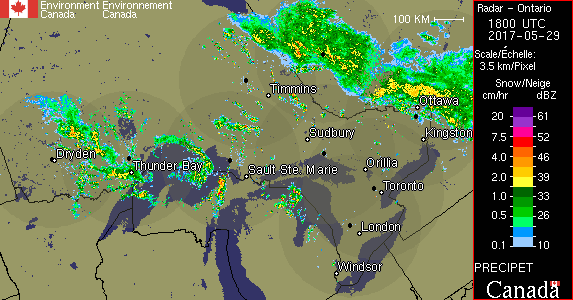 Environment Environnement
Canada Canada
100 KM
Timmins
Ottawa
Sudbury
Kingston
Dryden
Thunder Bay
Sault Ste. Marie
Orillia
Toronto
London
Windsor
Radar - Ontario
1800 UTC
2017-05-29
Scale/Échelle:
3.5 km/Pixel
Snow/Neige
cm/hr dBZ
20 61
7.5 52
4.0 46
2.0 39
1.0 33
0.5 26
0.1 10
PRECIPET
Canada